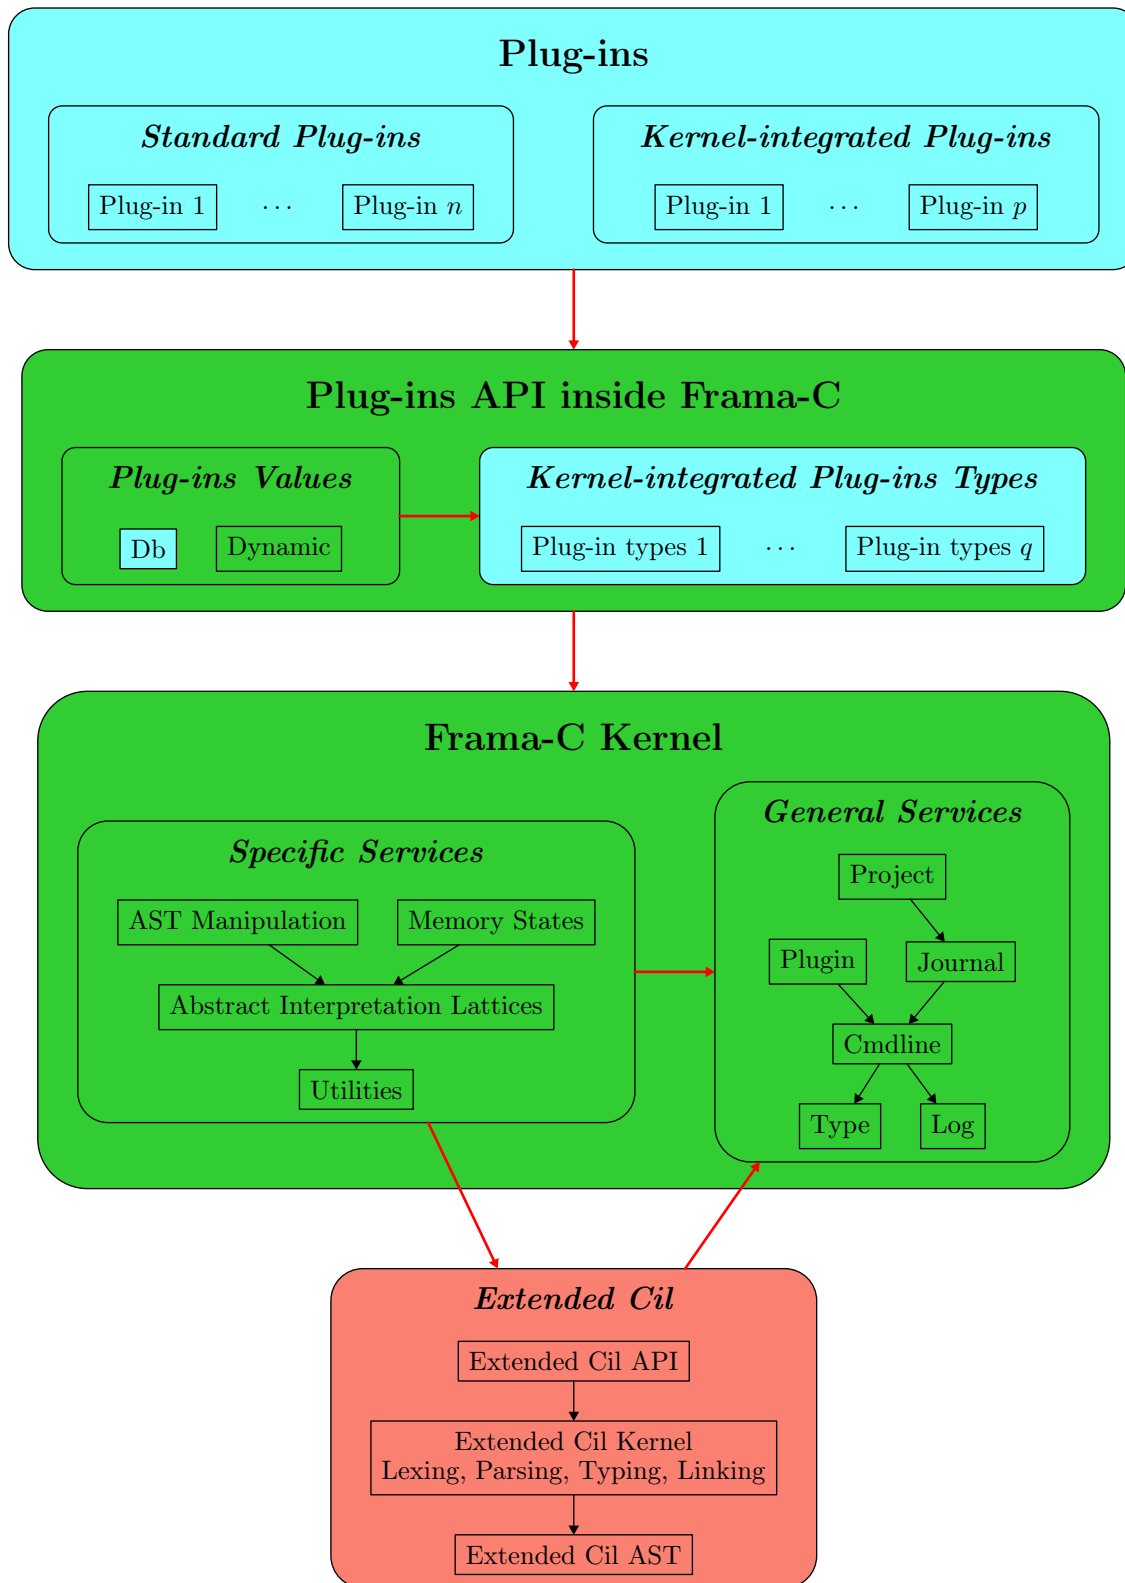 Plug-ins
Standard Plug-ins
Plug-in 1
···
Plug-in n
Kernel-integrated Plug-ins
Plug-in 1
···
Plug-in p
Plug-ins API inside Frama-C
Plug-ins Values
Db
Dynamic
Kernel-integrated Plug-ins Types
Plug-in types 1
···
Plug-in types q
Frama-C Kernel
Specific Services
AST Manipulation
Memory States
Abstract Interpretation Lattices
Utilities
General Services
Project
Plugin
Journal
Cmdline
Type
Log
Extended Cil
Extended Cil API
Extended Cil Kernel
Lexing, Parsing, Typing, Linking
Extended Cil AST